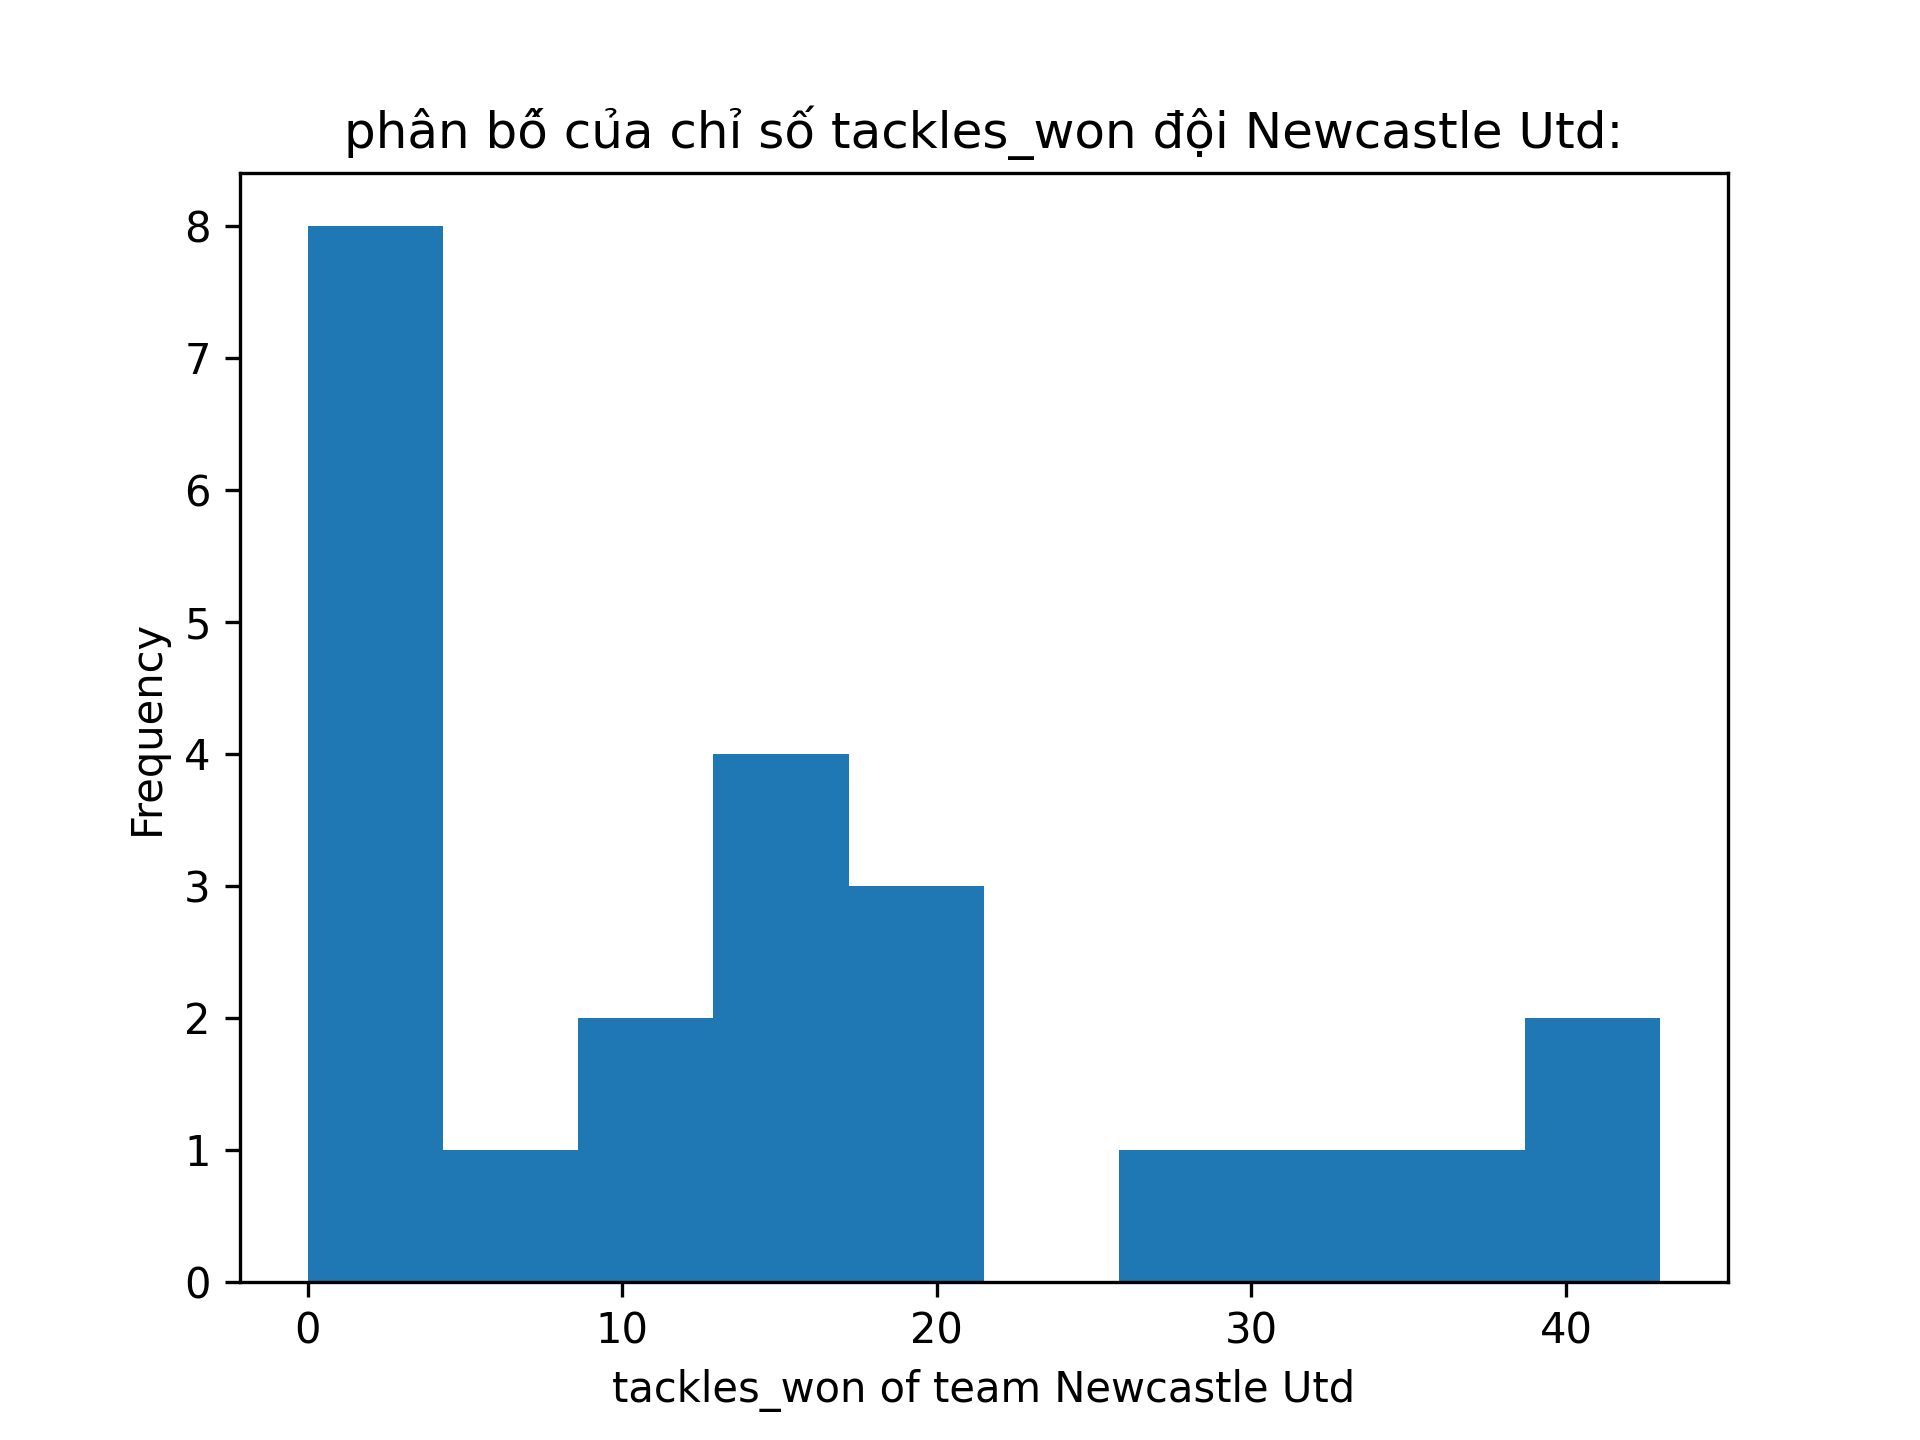 phân bố của chỉ số tackles_won đội Newcastle Utd:
8
7
6
5
4
3
2
1
0
Frequency
0 10 20 30 40
tackles_won of team Newcastle Utd